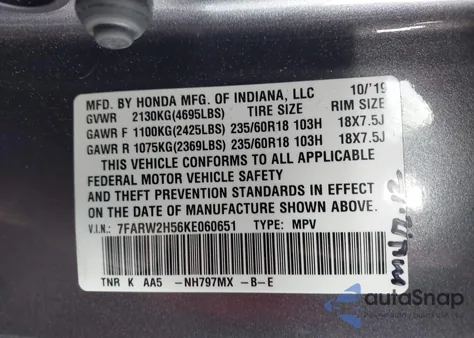 MFD. BY HONDA MFG. OF INDIANA, LLC 10/'19
GVWR 2130KG(4695LBS) TIRE SIZE RIM SIZE
GAWR F 1100KG(2425LBS) 235/60R18 103H 18X7.5J
GAWR R 1075KG(2369LBS) 235/60R18 103H 18X7.5J
THIS VEHICLE CONFORMS TO ALL APPLICABLE
FEDERAL MOTOR VEHICLE SAFETY
AND THEFT PREVENTION STANDARDS IN EFFECT
ON THE DATE OF MANUFACTURE SHOWN ABOVE.
V.I.N.: 7FARW2H56KE060651 TYPE: MPV
TNR K AA5 -NH797MX -B-E
autoSnap